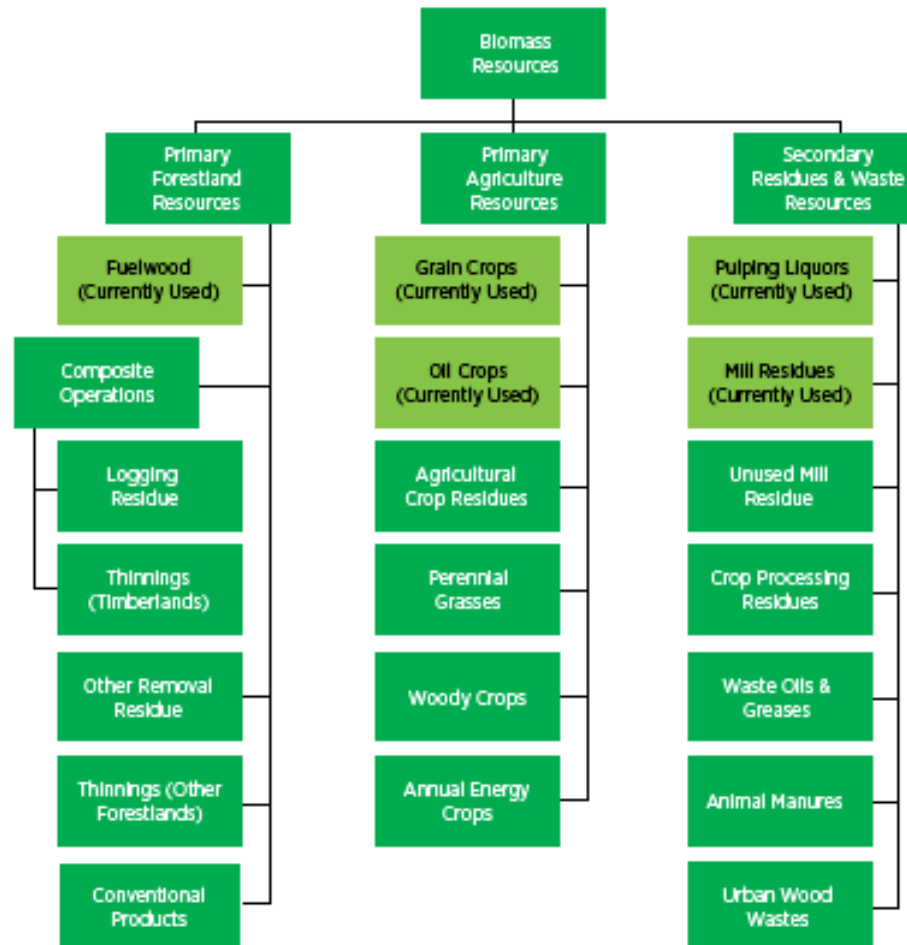 Biomass
Resources
Primary
Forestland
Resources
Primary
Agriculture
Resources
Secondary
Residues & Waste
Resources
Fuelwood
(Currently Used)
Composite
Operations
Logging
Residue
Thinnings
(Timberlands)
Other Removal
Residue
Thinnings (Other
Forestlands)
Conventional
Products
Grain Crops
(Currently Used)
Oil Crops
(Currently Used)
Agricultural
Crop Residues
Perennial
Grasses
Woody Crops
Annual Energy
Crops
Pulping Liquors
(Currently Used)
Mill Residues
(Currently Used)
Unused Mill
Residue
Crop Processing
Residues
Waste Oils &
Greases
Animal Manures
Urban Wood
Wastes